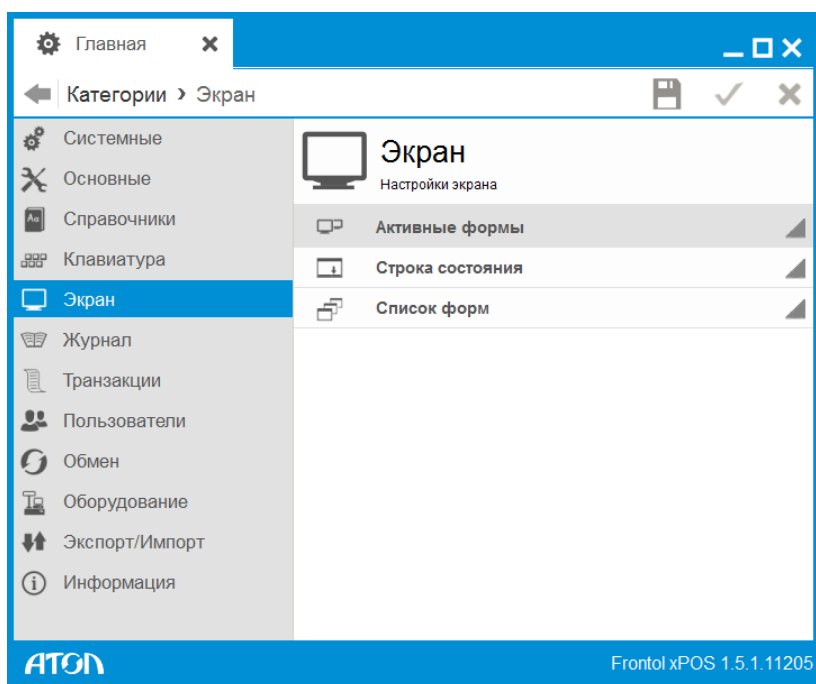 Главная
Категории › Экран
Системные
Основные
Справочники
Клавиатура
Экран
Журнал
Транзакции
Пользователи
Обмен
Оборудование
Экспорт/Импорт
Информация
Экран
Настройки экрана
Активные формы
Строка состояния
Список форм
АТОЛ
Frontol xPOS 1.5.1.11205